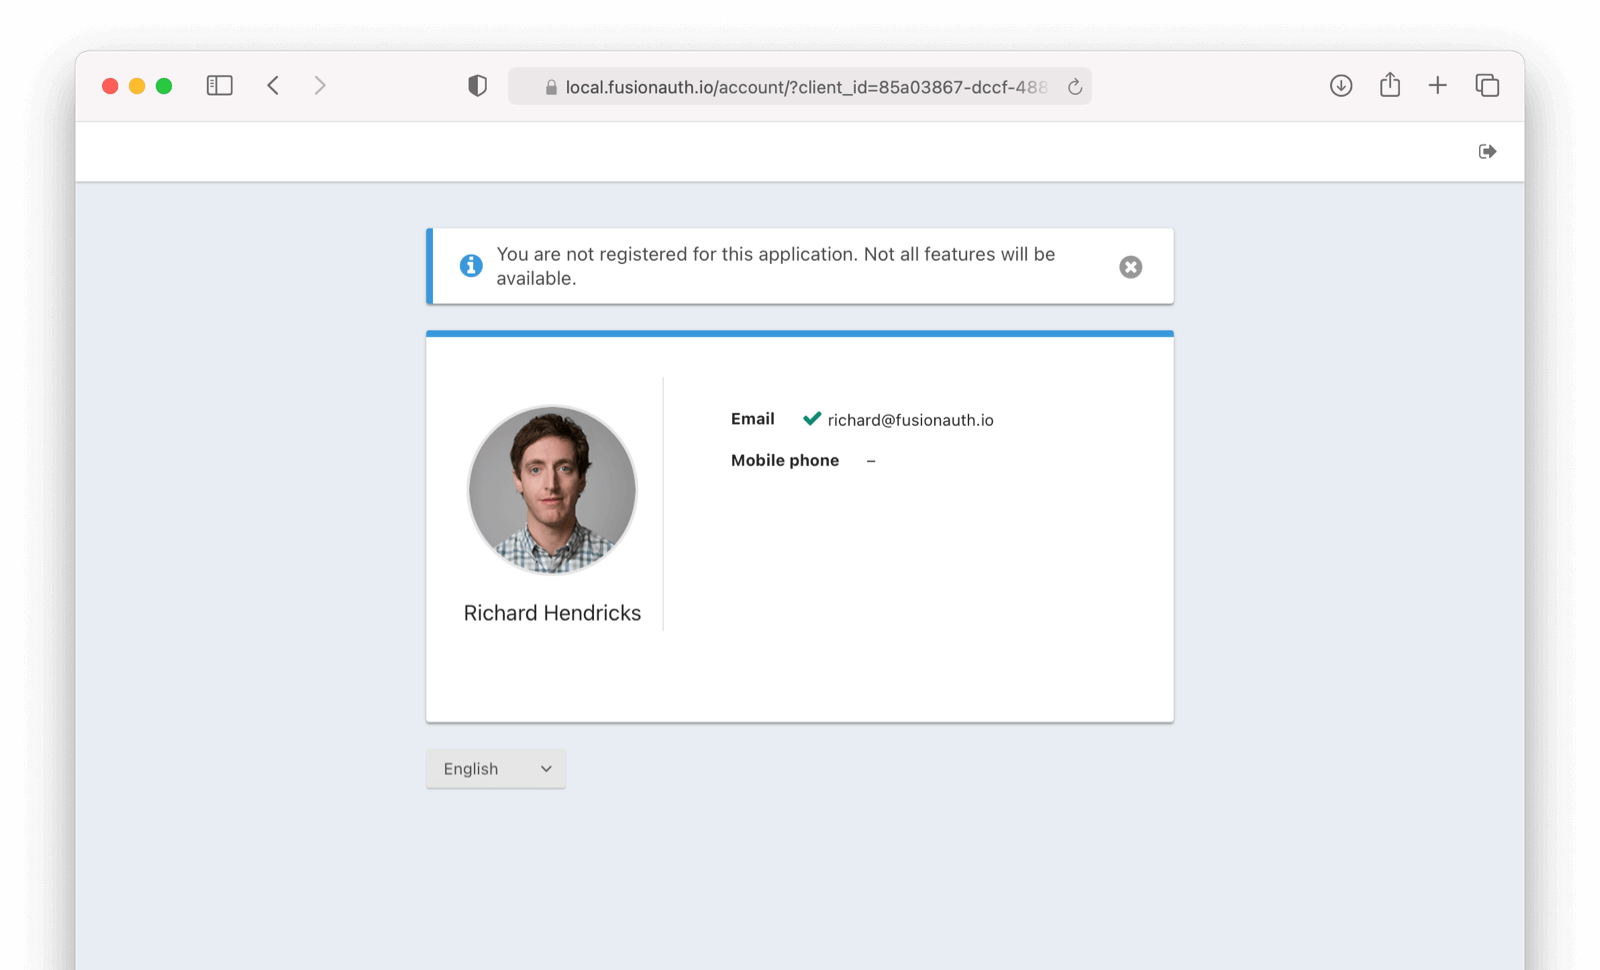 local.fusionauth.io/account/?client_id=85a03867-dccf-488
You are not registered for this application. Not all features will be
available.
Email richard@fusionauth.io
Mobile phone –
Richard Hendricks
English